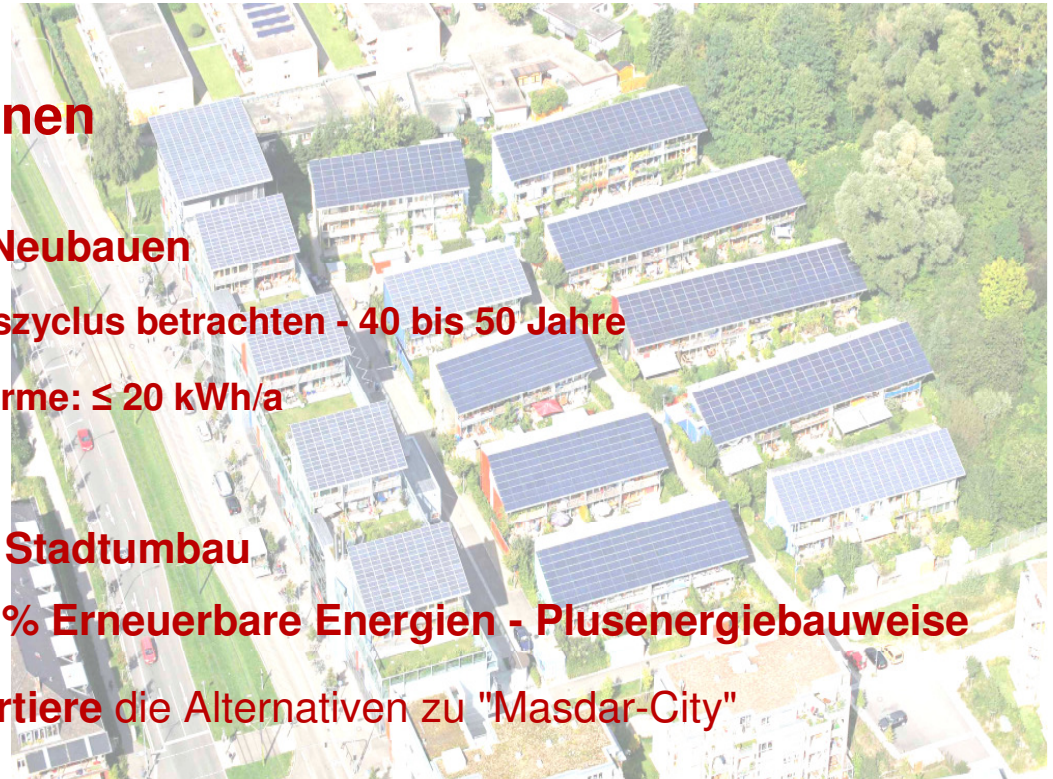 nen
Neubauen
szyclus betrachten - 40 bis 50 Jahre
rme: ≤ 20 kWh/a
Stadtumbau
% Erneuerbare Energien - Plusenergiebauweise
rtiere die Alternativen zu "Masdar-City"